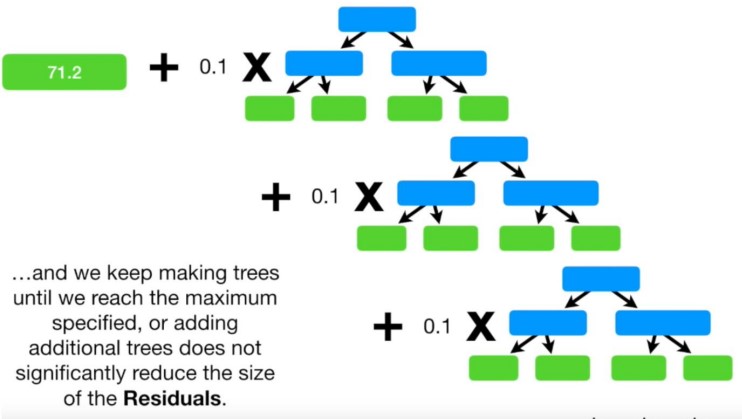 71.2 + 0.1 X
+ 0.1 X
+ 0.1 X
...and we keep making trees
until we reach the maximum
specified, or adding
additional trees does not
significantly reduce the size
of the Residuals.